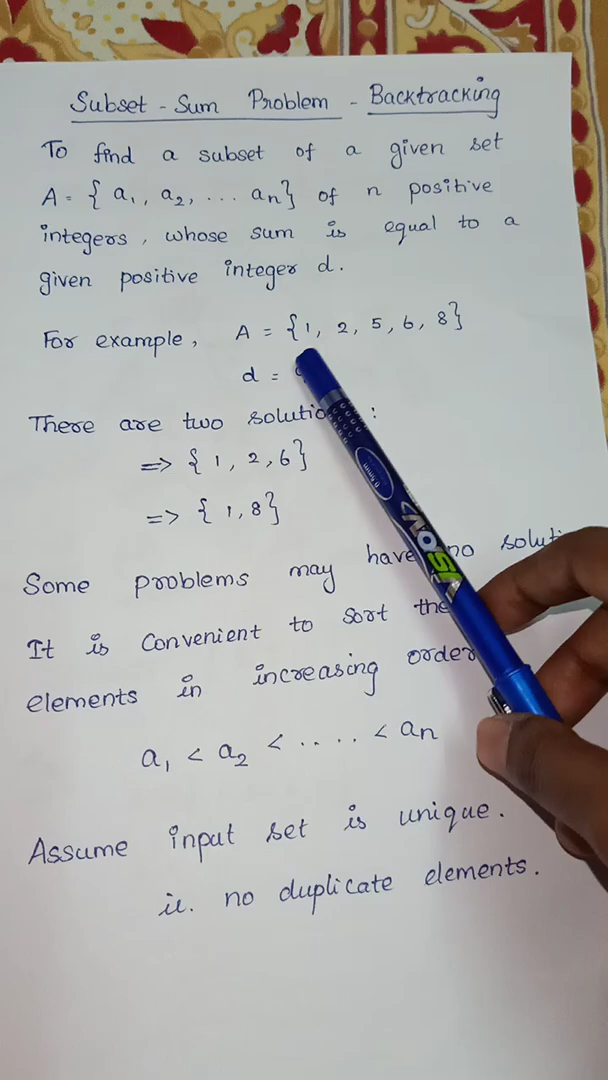 Subset - Sum Problem - Backtracking
To find a subset of a given set
A = { a₁, a₂, ... an} of n positive
integers, whose sum is equal to a
given positive integer d.
For example, A = {1, 2, 5, 6, 8}
d =
There are two :
=> { 1, 2, 6}
=> { 1, 8}
Some problems may have no
It is convenient to sort
elements in increasing order
a₁ < a₂ < .... < an
Assume input set is unique.
ie. no duplicate elements.